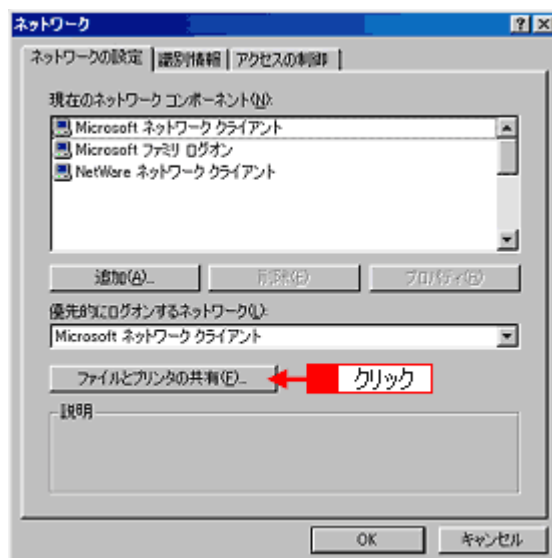 ネットワーク
ネットワークの設定 識別情報 アクセスの制御
現在のネットワーク コンポーネント(N):
Microsoft ネットワーク クライアント
Microsoft ファミリ ログオン
NetWare ネットワーク クライアント
追加(A)... 削除(E) プロパティ(R)
優先的にログオンするネットワーク(L):
Microsoft ネットワーク クライアント
ファイルとプリンタの共有(F)... クリック
説明
OK キャンセル